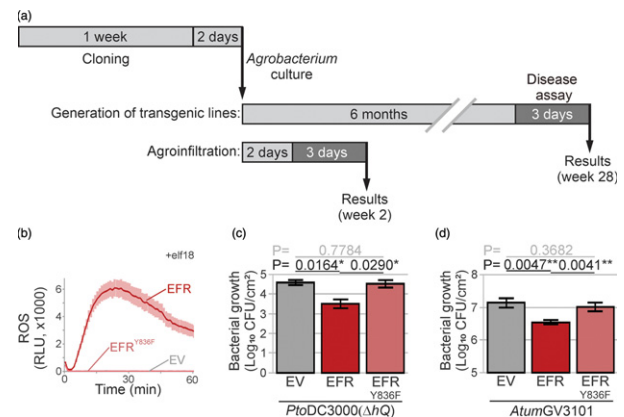 (a)
1 week
2 days
Cloning
Agrobacterium
culture
Disease
assay
Generation of transgenic lines:
6 months
3 days
Agroinfiltration:
2 days
3 days
Results
(week 2)
Results
(week 28)
(b)
+elf18
ROS
(RLU, x1000)
6
4
2
0
EFR
EFRY836F
EV
0
30
60
Time (min)
(c)
P=
0.7784
P=
0.0164*
0.0290*
Bacterial growth
(Log₁₀ CFU/cm²)
5
4
3
2
1
0
EV
EFR
EFR
Y836F
PtoDC3000(ΔhQ)
(d)
P=
0.3682
P=
0.0047**
0.0041**
Bacterial growth
(Log₁₀ CFU/cm²)
8
7
6
5
EV
EFR
EFR
Y836F
AtumGV3101